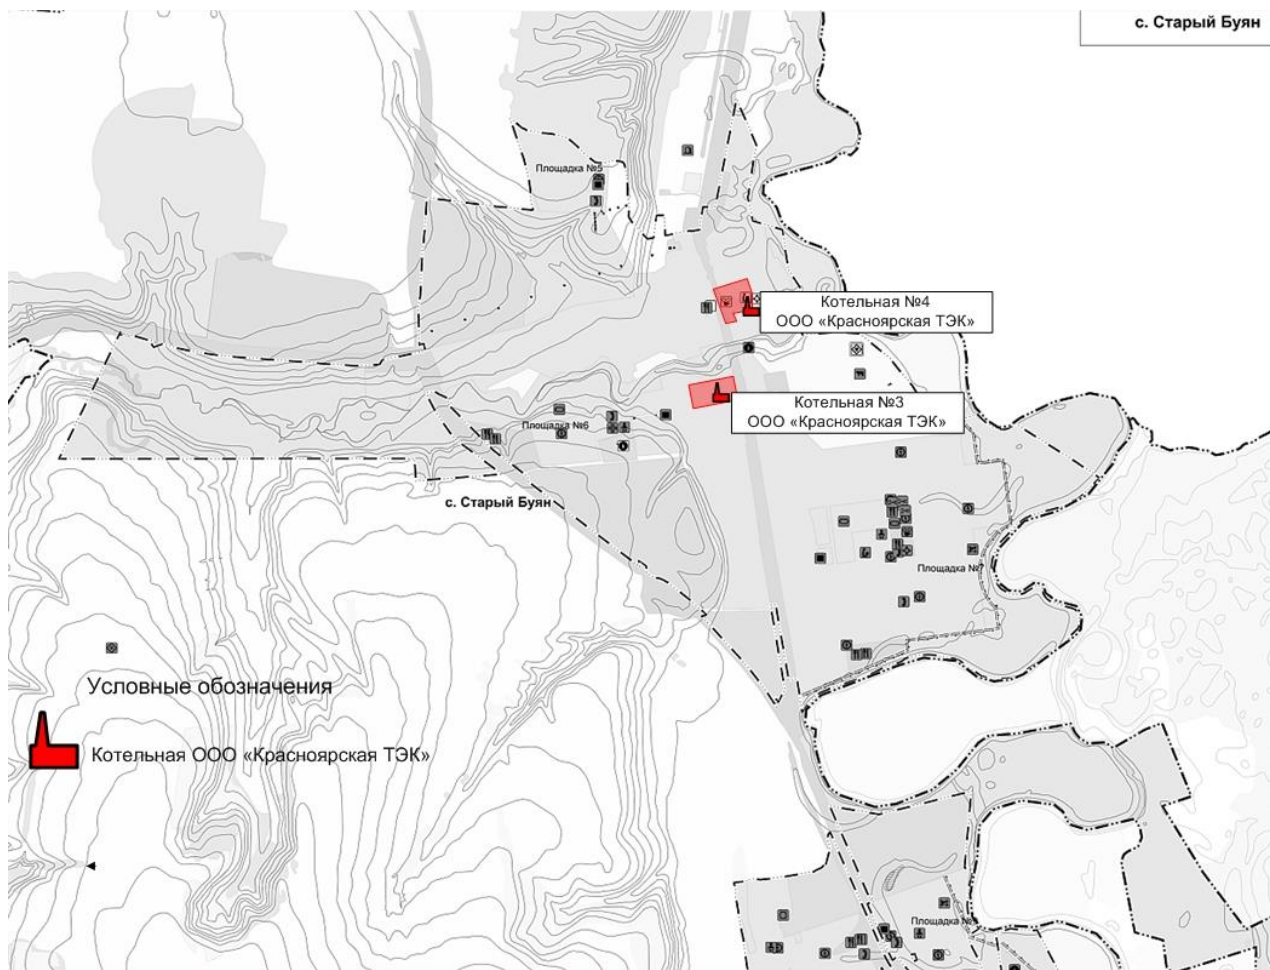 с. Старый Буян
Площадка №5
Котельная №4
ООО «Красноярская ТЭК»
Котельная №3
ООО «Красноярская ТЭК»
Площадка №6
с. Старый Буян
Площадка №7
Условные обозначения
Котельная ООО «Красноярская ТЭК»
Площадка